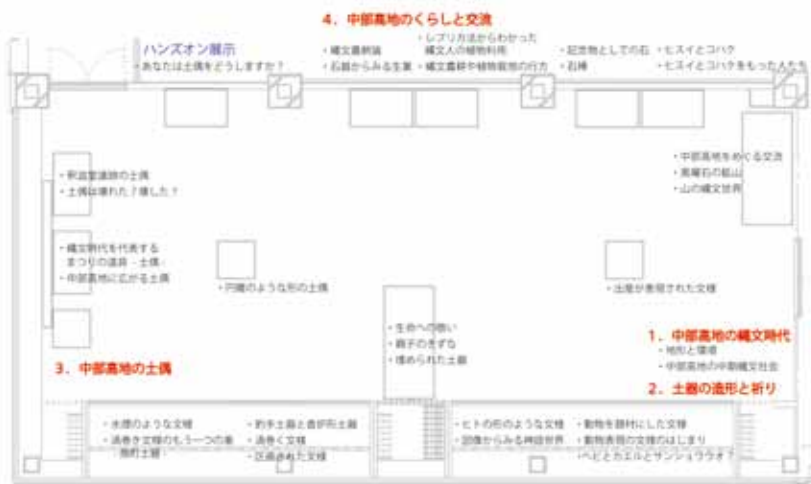 4. 中部高地のくらしと交流
ハンズオン展示
・あなたは土偶をどうしますか？
・縄文農耕論
・石器からみる生業
・レプリカ法からわかった
縄文人の植物利用
・縄文農耕や植物栽培の行方
・記念物としての石
・石棒
・ヒスイとコハク
・ヒスイとコハクをもった人たち
・釈迦堂遺跡の土偶
・土偶は壊れた？壊した？
・中部高地をめぐる交流
・黒曜石の鉱山
・山の縄文世界
・縄文時代を代表する
まつりの道具 - 土偶 -
・中部高地に広がる土偶
・円錐のような形の土偶
・出産が表現された文様
・生命への願い
・親子のきずな
・埋められた土器
1. 中部高地の縄文時代
・地形と環境
・中部高地の中期縄文社会
3. 中部高地の土偶
2. 土器の造形と祈り
・水煙のような文様
・渦巻き文様のもう一つの姿
・釣手土器と香炉形土器
・渦巻く文様
・区画された文様
・ヒトの形のような文様
・図像からみる神話世界
・動物を題材にした文様
・動物表現の文様のはじまり
・ヘビとカエルとサンショウウオ？